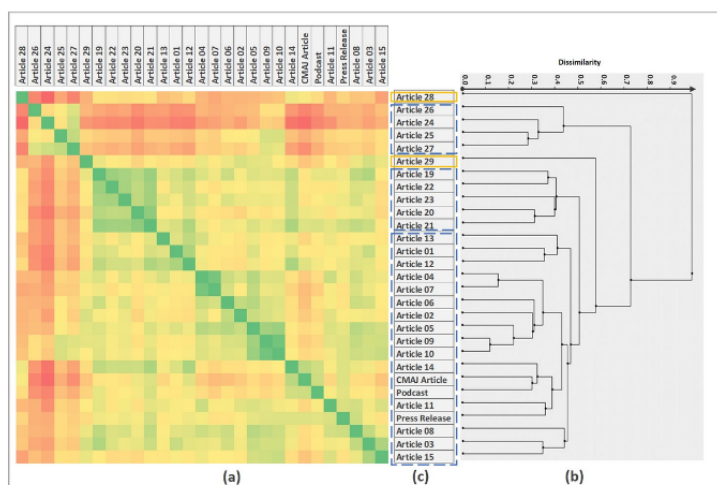 Article 28
Article 26
Article 24
Article 25
Article 27
Article 29
Article 19
Article 22
Article 23
Article 20
Article 21
Article 13
Article 01
Article 12
Article 04
Article 07
Article 06
Article 02
Article 05
Article 09
Article 10
Article 14
CMAJ Article
Podcast
Article 11
Press Release
Article 08
Article 03
Article 15
Article 28
Article 26
Article 24
Article 25
Article 27
Article 29
Article 19
Article 22
Article 23
Article 20
Article 21
Article 13
Article 01
Article 12
Article 04
Article 07
Article 06
Article 02
Article 05
Article 09
Article 10
Article 14
CMAJ Article
Podcast
Article 11
Press Release
Article 08
Article 03
Article 15
Dissimilarity
0.0
0.1
0.2
0.3
0.4
0.5
0.6
0.7
0.8
0.9
(a)
(c)
(b)